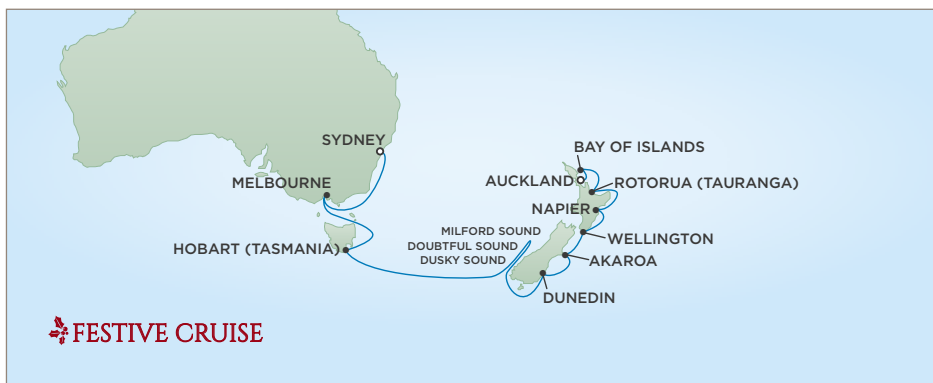 SYDNEY
BAY OF ISLANDS
MELBOURNE
AUCKLAND
ROTORUA (TAURANGA)
NAPIER
MILFORD SOUND
DOUBTFUL SOUND
DUSKY SOUND
HOBART (TASMANIA)
WELLINGTON
AKAROA
DUNEDIN
FESTIVE CRUISE